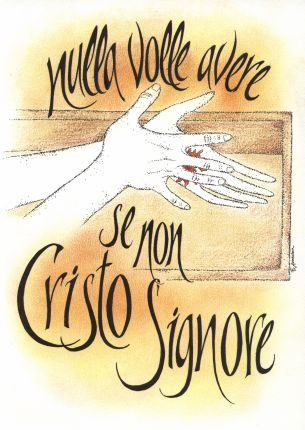 nulla volle avere
se non
Cristo
Signore